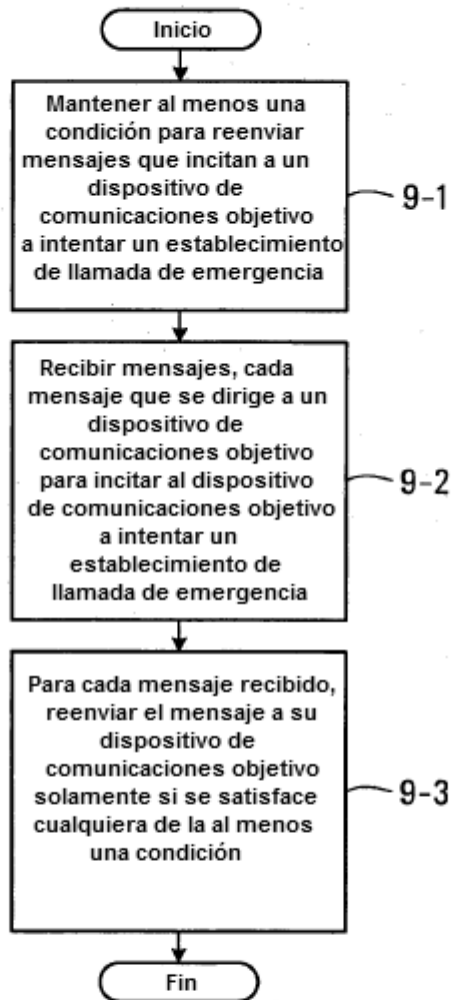 Inicio
Mantener al menos una
condición para reenviar
mensajes que incitan a un
dispositivo de
comunicaciones objetivo
a intentar un establecimiento
de llamada de emergencia
9-1
Recibir mensajes, cada
mensaje que se dirige a un
dispositivo de
comunicaciones objetivo
para incitar al dispositivo
de comunicaciones objetivo
a intentar un
establecimiento de
llamada de emergencia
9-2
Para cada mensaje recibido,
reenviar el mensaje a su
dispositivo de
comunicaciones objetivo
solamente si se satisface
cualquiera de la al menos
una condición
9-3
Fin